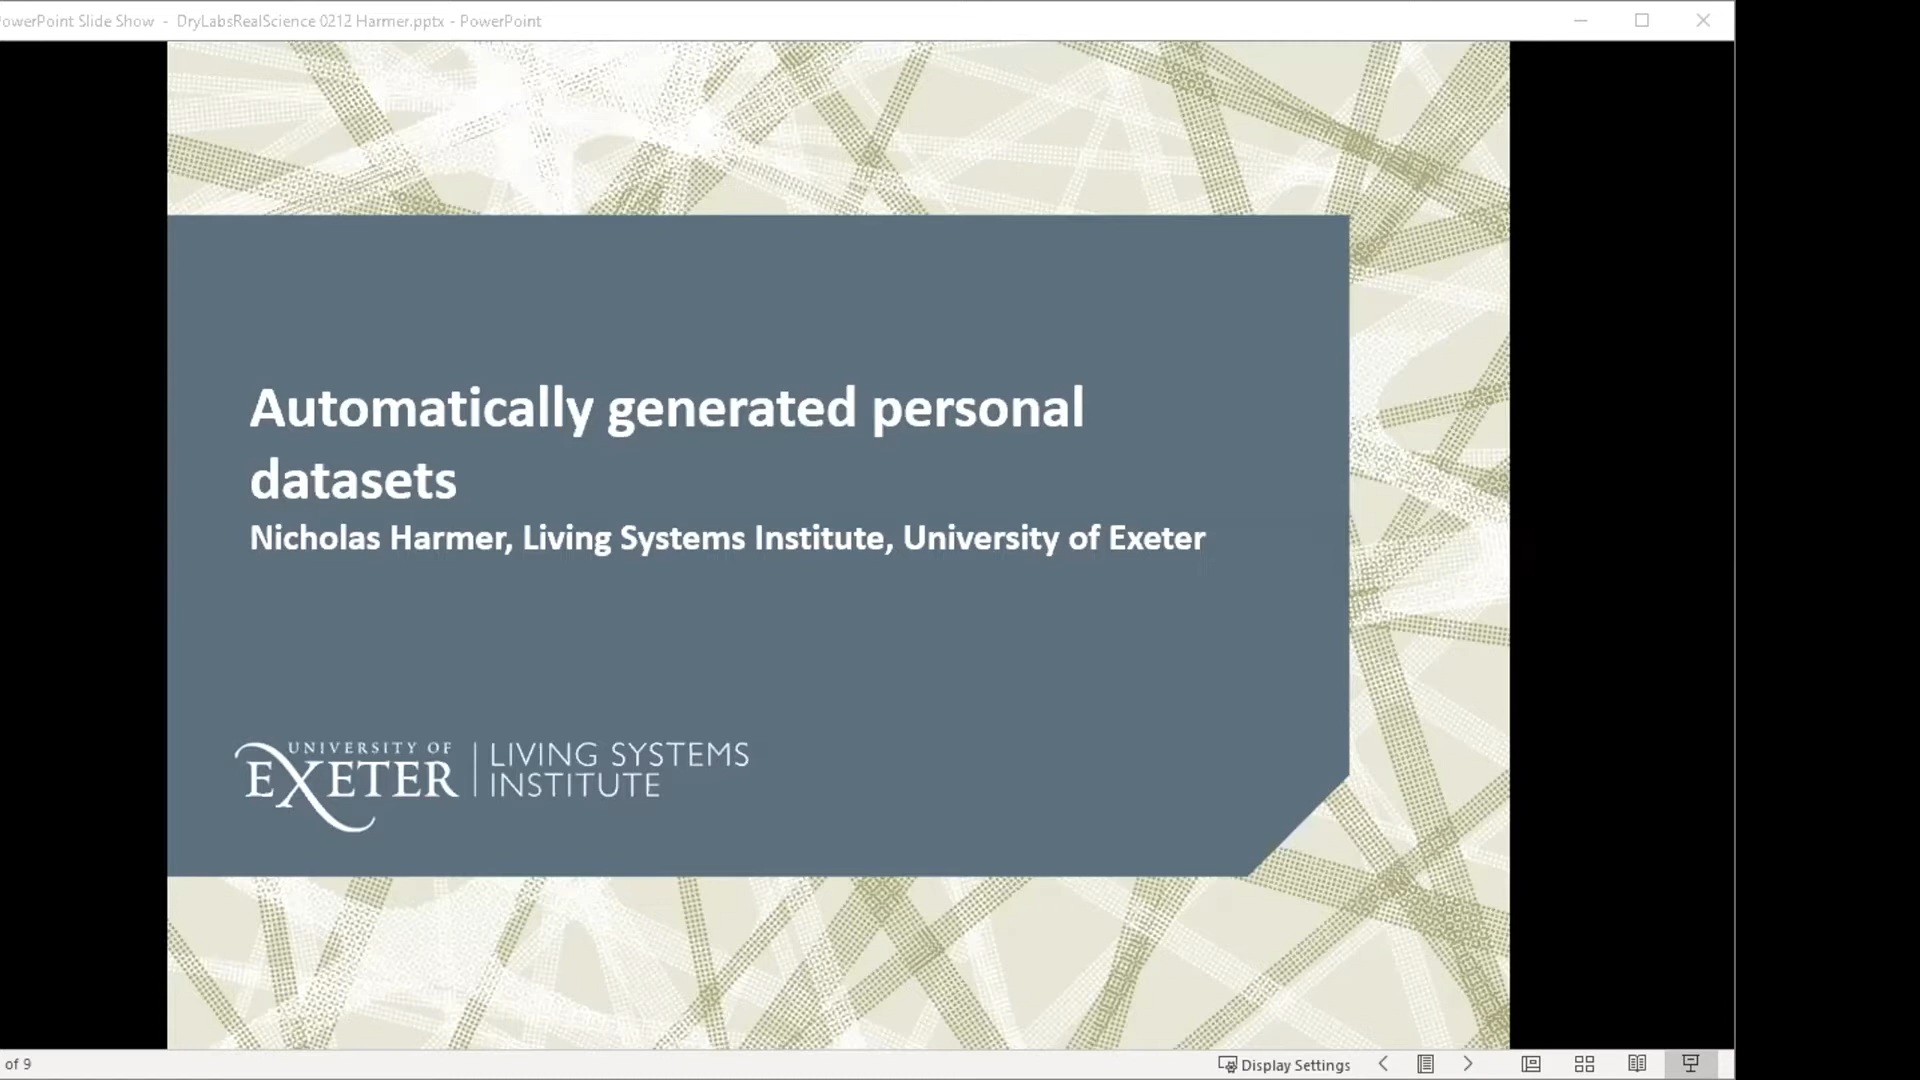 PowerPoint Slide Show - DryLabsRealScience 0212 Harmer.pptx - PowerPoint
Automatically generated personal
datasets
Nicholas Harmer, Living Systems Institute, University of Exeter
UNIVERSITY OF
EXETER
LIVING SYSTEMS
INSTITUTE
of 9
Display Settings